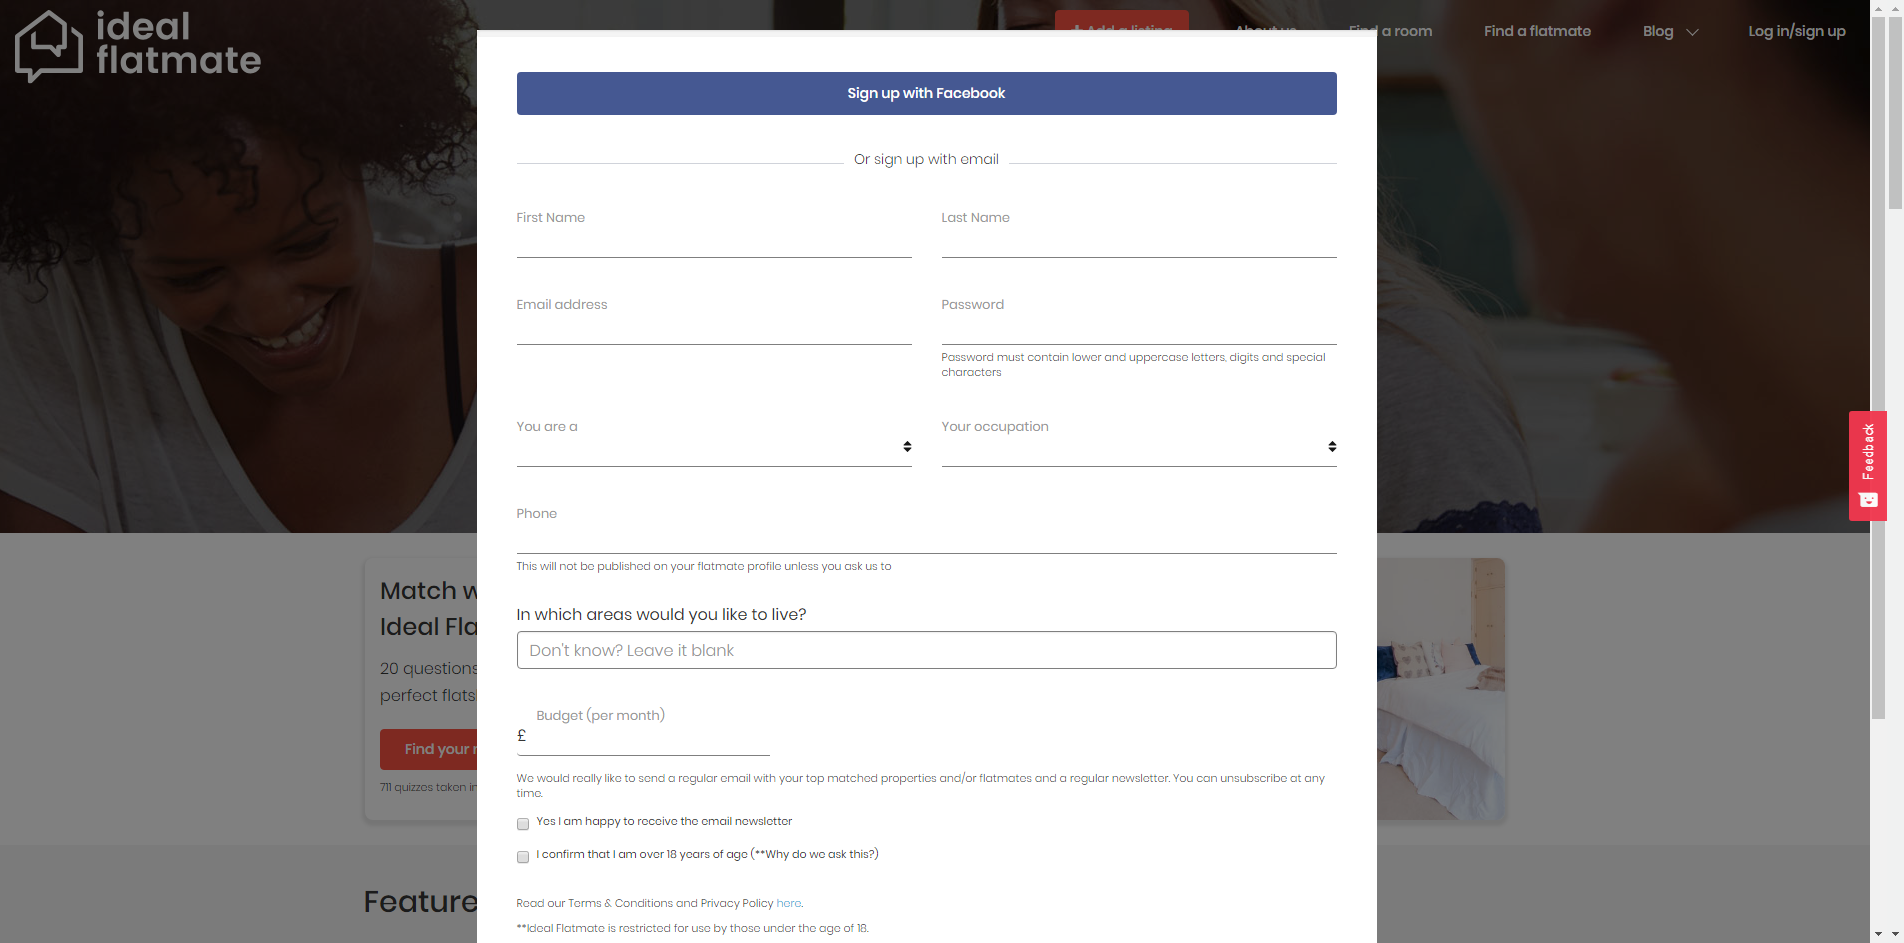 ideal
flatmate
Add a listing
About us
Find a room
Find a flatmate
Blog
Log in/sign up
Sign up with Facebook
Or sign up with email
First Name
Last Name
Email address
Password
Password must contain lower and uppercase letters, digits and special
characters
You are a
Your occupation
Phone
This will not be published on your flatmate profile unless you ask us to
In which areas would you like to live?
Don't know? Leave it blank
Budget (per month)
£
We would really like to send a regular email with your top matched properties and/or flatmates and a regular newsletter. You can unsubscribe at any
time.
Yes I am happy to receive the email newsletter
I confirm that I am over 18 years of age (**Why do we ask this?)
Read our Terms & Conditions and Privacy Policy here.
**Ideal Flatmate is restricted for use by those under the age of 18.
Match w
Ideal Fla
20 questions
perfect flats
Find your
711 quizzes taken in
Feature
Feedback